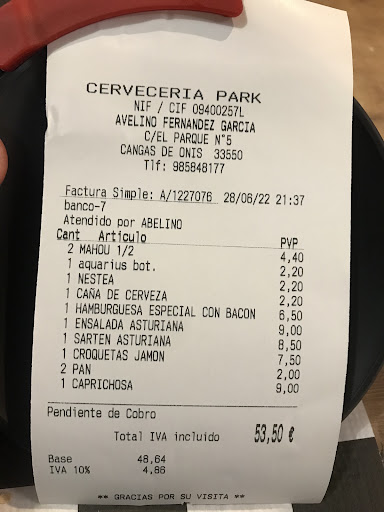 CERVECERIA PARK
NIF / CIF 09400257L
AVELINO FERNANDEZ GARCIA
C/EL PARQUE N°5
CANGAS DE ONIS 33550
Tlf: 985848177
Factura Simple: A/1227076 28/06/22 21:37
banco-7
Atendido por ABELINO
Cant Articulo PVP
2 MAHOU 1/2 4,40
1 aquarius bot. 2,20
1 NESTEA 2,20
1 CAÑA DE CERVEZA 2,20
1 HAMBURGUESA ESPECIAL CON BACON 6,50
1 ENSALADA ASTURIANA 9,00
1 SARTEN ASTURIANA 8,50
1 CROQUETAS JAMON 7,50
2 PAN 2,00
1 CAPRICHOSA 9,00
Pendiente de Cobro
Total IVA incluido 53,50 €
Base 48,64
IVA 10% 4,86
** GRACIAS POR SU VISITA **